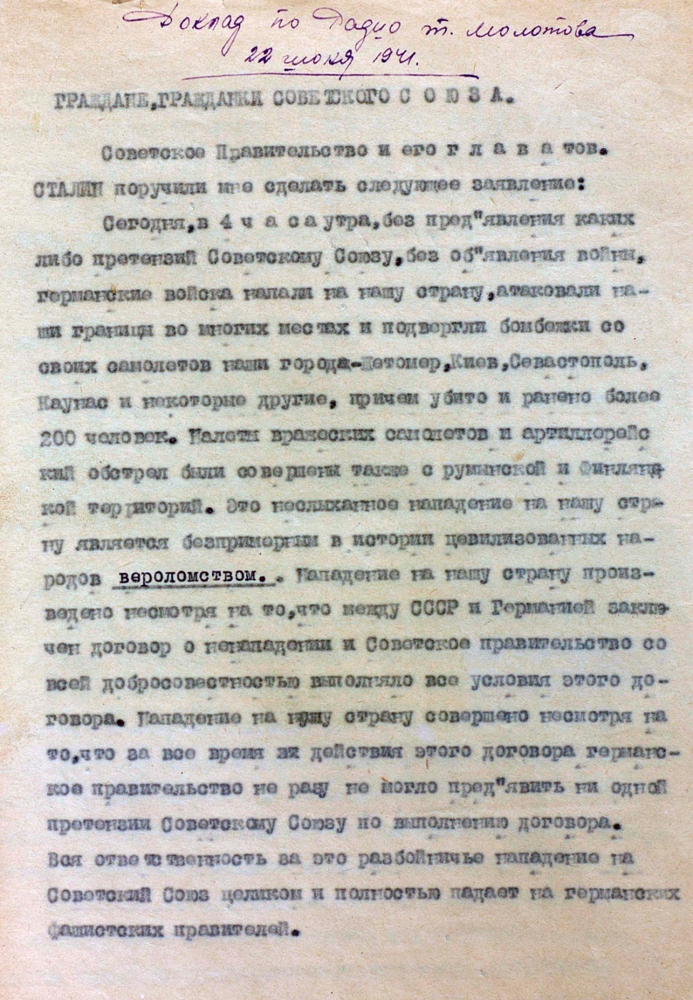 Доклад по Радио т. Молотова
22 июня 1941.
ГРАЖДАНЕ,ГРАЖДАНКИ СОВЕТСКОГО С О Ю З А.
Советское Правительство и его г л а в а тов.
СТАЛИН поручили мне сделать следующее заявление:
Сегодня,в 4 ч а с а утра,без пред"явления каких
либо претензий Советскому Союзу,без об"явления войны,
германские войска напали на нашу страну,атаковали на-
ши границы во многих местах и подвергли бомбежки со
своих самолетов наши города-Жетомер,Киев,Севастополь,
Каунас и некоторые другие, причем убито и ранено более
200 человек. Налети вражеских самолетов и артиллерейс
кий обстрел были совершены также с румынской и Финлянд
кой территорий. Это неслыханное нападение на нашу стра-
ну является безпримерным в истории цевилизованных на-
родов вероломством.. Нападение на нашу страну произ-
ведено несмотря на то,что между СССР и Германией заклю-
чен договор о ненападении и Советское правительство со
всей добросовестностью выполняло все условия этого до-
говора. Нападение на нашу страну совершено несмотря на
то,что за все время действия этого договора германс-
кое правительство не разу не могло пред"явить ни одной
претензии Советскому Союзу по выполнению договора.
Вся ответственность за это разбойничье нападение на
Советский Союз целиком и полностью падает на германских
фашистских правителей.